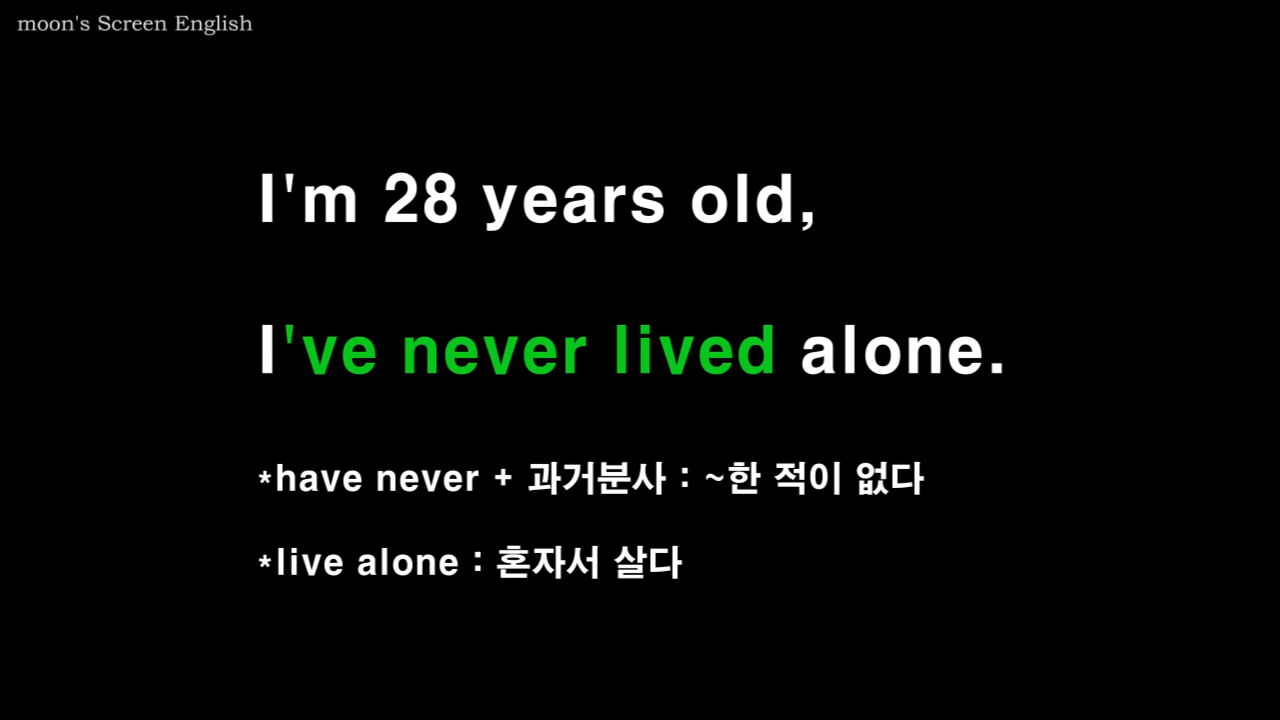 moon's Screen English
I'm 28 years old,
I've never lived alone.
*have never + 과거분사 : ~한 적이 없다
*live alone : 혼자서 살다